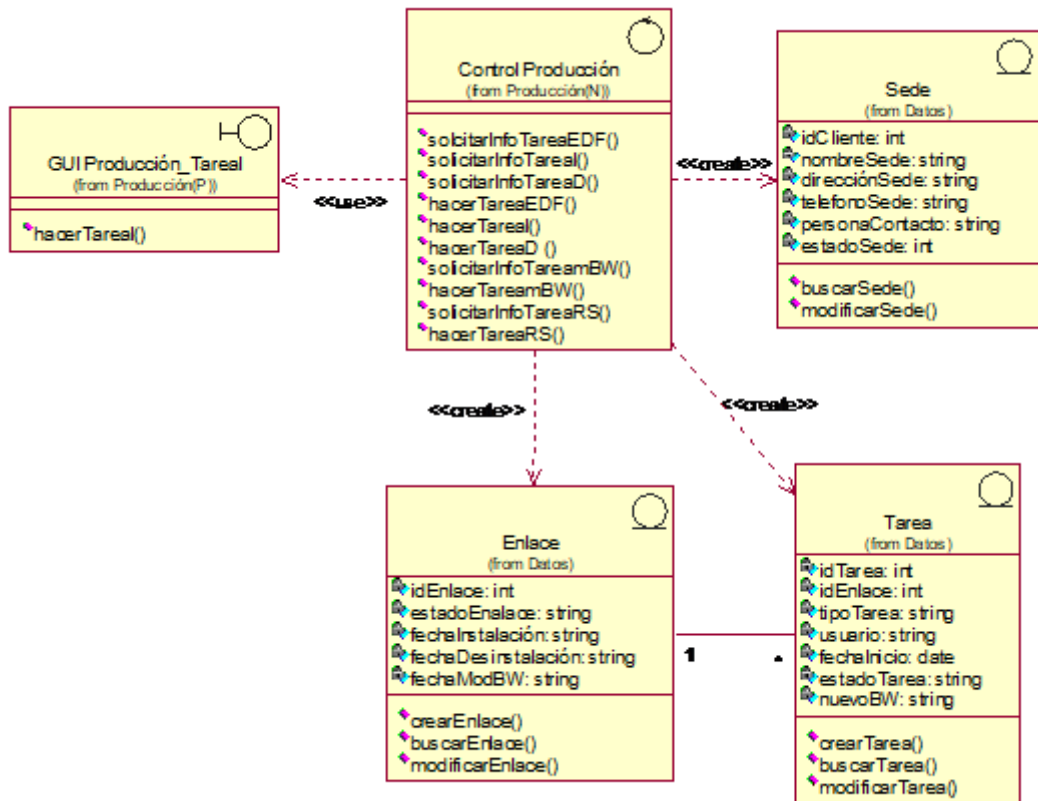 Control Producción
(from Producción(N))
solcitarInfoTareaEDF()
solicitarInfoTareaI()
solicitarInfoTareaD()
hacerTareaEDF()
hacerTareaI()
hacerTareaD ()
solicitarInfoTareamBW()
hacerTareamBW()
solicitarInfoTareaRS()
hacerTareaRS()
GUI Producción_TareaI
(from Producción(P))
hacerTareaI()
<<use>>
<<create>>
Sede
(from Datos)
idCliente: int
nombreSede: string
direcciónSede: string
telefonoSede: string
personaContacto: string
estadoSede: int
buscarSede()
modificarSede()
<<create>>
<<create>>
Enlace
(from Datos)
idEnlace: int
estadoEnalace: string
fechaInstalación: string
fechaDesinstalación: string
fechaModBW: string
crearEnlace()
buscarEnlace()
modificarEnlace()
1
*
Tarea
(from Datos)
idTarea: int
idEnlace: int
tipoTarea: string
usuario: string
fechaInicio: date
estadoTarea: string
nuevoBW: string
crearTarea()
buscarTarea()
modificarTarea()